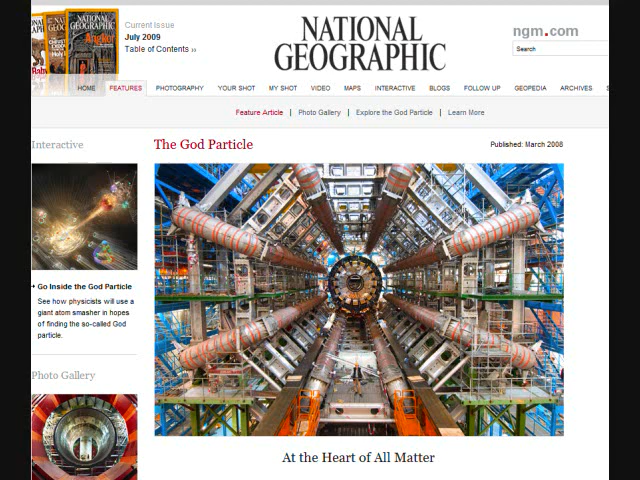 Current Issue
July 2009
Table of Contents ››
NATIONAL
GEOGRAPHIC
ngm.com
Search
HOME FEATURES PHOTOGRAPHY YOUR SHOT MY SHOT VIDEO MAPS INTERACTIVE BLOGS FOLLOW UP GEOPEDIA ARCHIVES S
Feature Article | Photo Gallery | Explore the God Particle | Learn More
Interactive
The God Particle
Published: March 2008
Go Inside the God Particle
See how physicists will use a
giant atom smasher in hopes
of finding the so-called God
particle.
Photo Gallery
At the Heart of All Matter